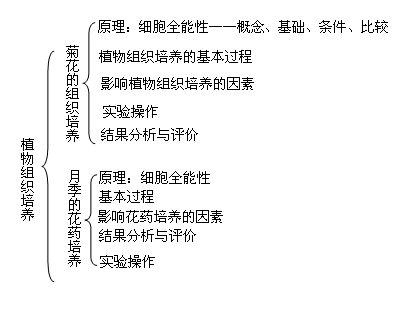 植物组织培养
菊花的组织培养
原理：细胞全能性——概念、基础、条件、比较
植物组织培养的基本过程
影响植物组织培养的因素
实验操作
结果分析与评价
月季的花药培养
原理：细胞全能性
基本过程
影响花药培养的因素
结果分析与评价
实验操作